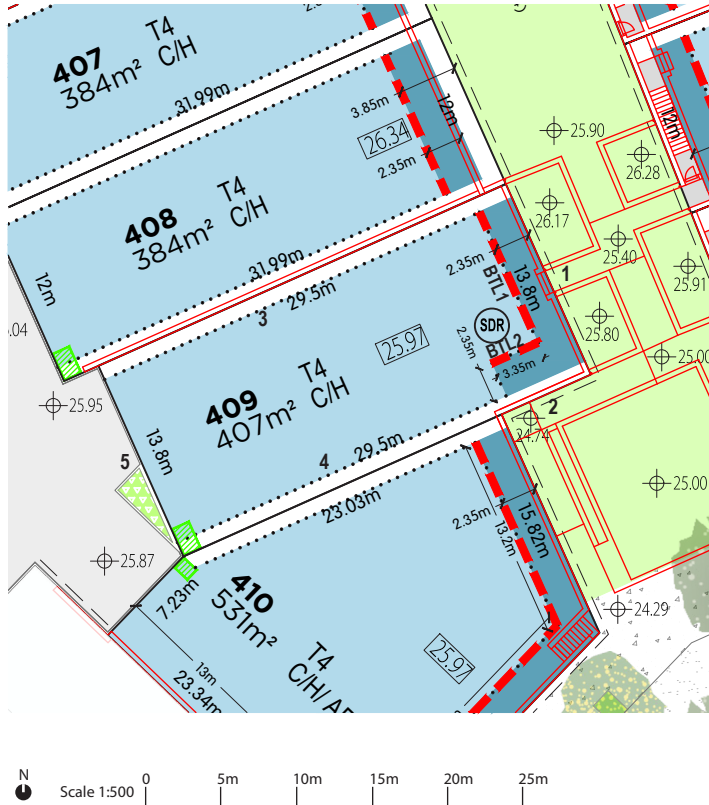 407
384m²
T4
C/H
31.99m
3.85m
12m
26.34
2.35m
25.90
26.28
12m
408
384m²
T4
C/H
31.99m
12m
26.17
25.40
25.91
2.35m
BTL1
13.8m
1
29.5m
3
.04
SDR
25.97
2.35m
BTL2
3.35m
25.80
25.00
25.95
409
407m²
T4
C/H
2
24.74
13.8m
5
4
29.5m
23.03m
2.35m
13.2m
15.82m
25.00
25.87
7.23m
410
531m²
T4
25.97
24.29
13m
23.34m
N
Scale 1:500
0 5m 10m 15m 20m 25m